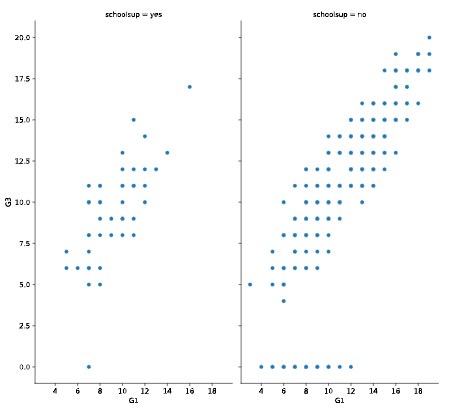 schoolsup = yes
schoolsup = no
20.0
17.5
15.0
12.5
G3
10.0
7.5
5.0
2.5
0.0
4 6 8 10 12 14 16 18
4 6 8 10 12 14 16 18
G1
G1